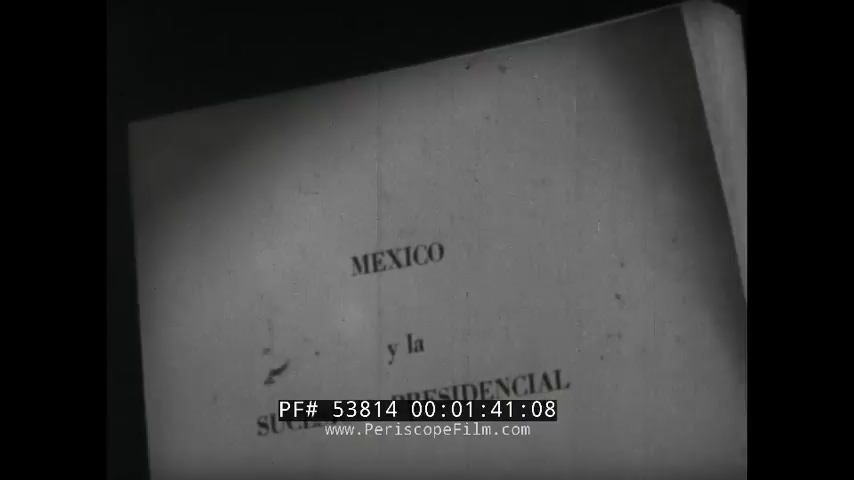 MEXICO
y la
PRESIDENCIAL
PF# 53814 00:01:41:08
www.PeriscopeFilm.com